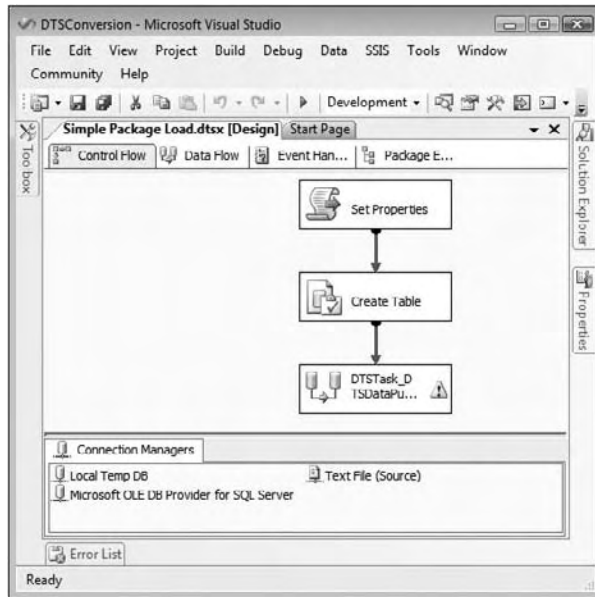 DTSConversion - Microsoft Visual Studio
File Edit View Project Build Debug Data SSIS Tools Window
Community Help
Development
Simple Package Load.dtsx [Design] Start Page
Control Flow Data Flow Event Han... Package E...
Toolbox
Solution Explorer
Properties
Set Properties
Create Table
DTSTask_D
TSDataPu...
Connection Managers
Local Temp DB Text File (Source)
Microsoft OLE DB Provider for SQL Server
Error List
Ready